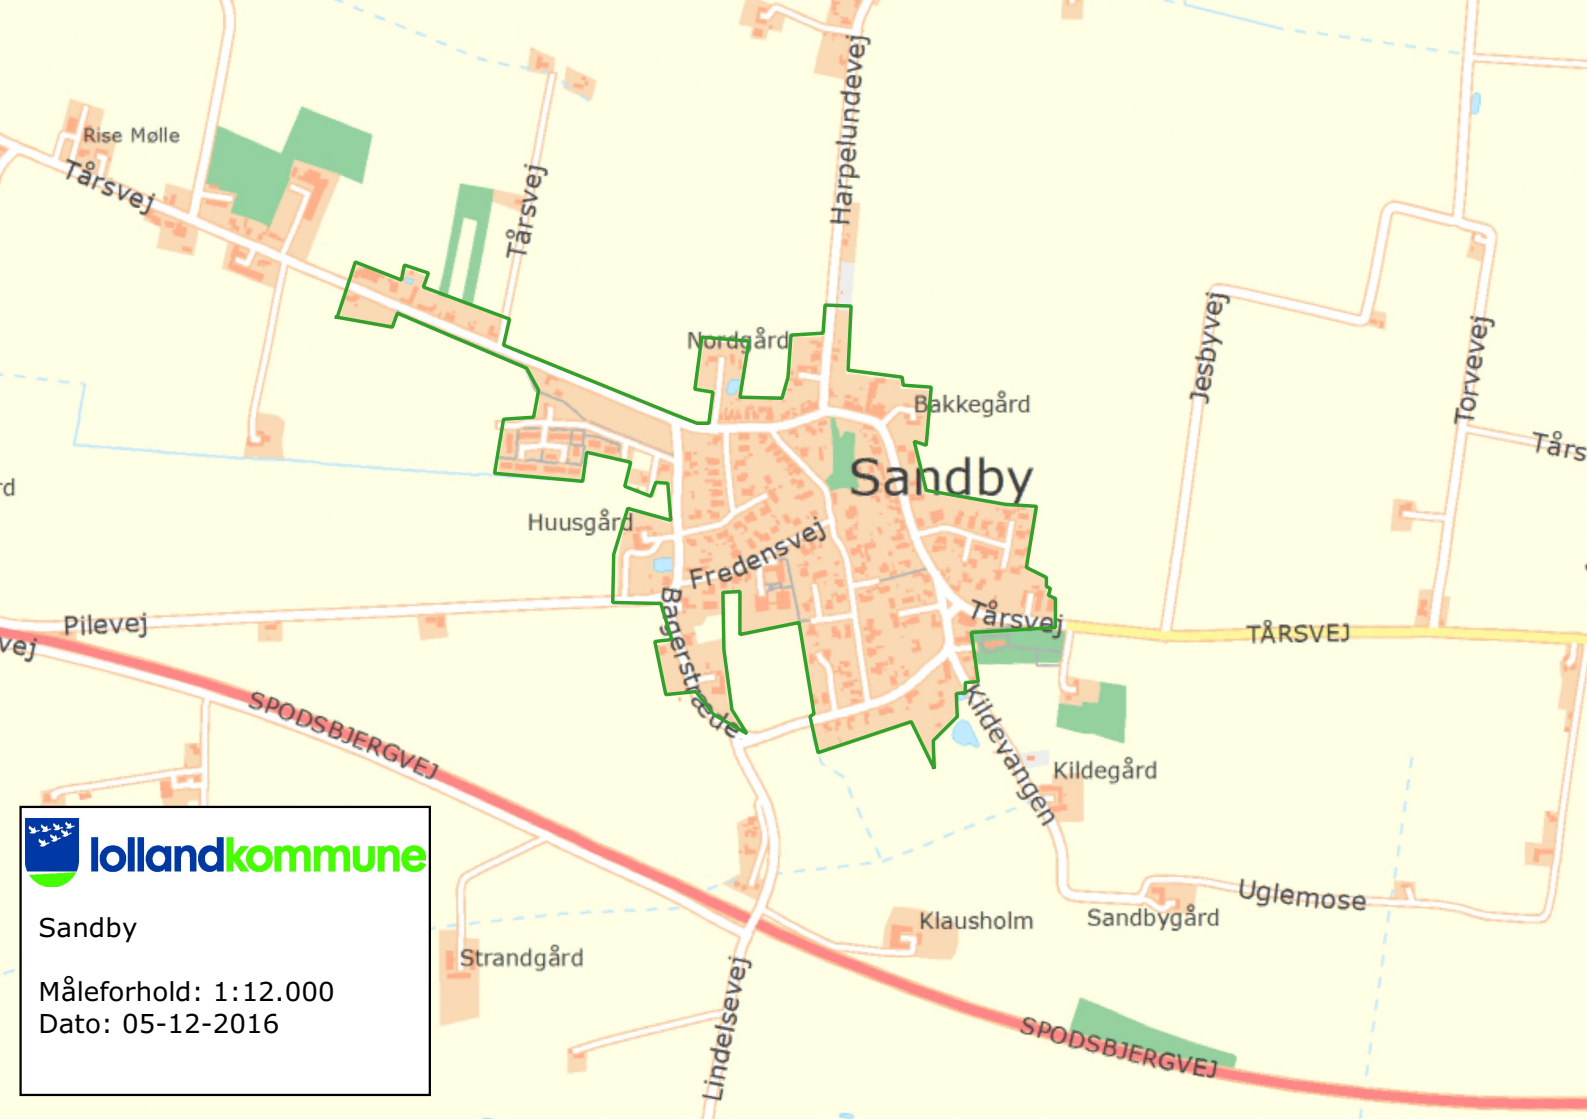 Rise Mølle
Tårsvej
Tårsvej
Harpelundevej
Nordgård
Bakkegård
Jesbyvej
Torvevej
Tårs
Sandby
rd
Huusgård
Fredensvej
Pilevej
vej
Bagerstræde
Tårsvej
TÅRSVEJ
SPODSBJERGVEJ
Kildevangen
Kildegård
Uglemose
Sandbygård
Klausholm
Strandgård
Lindelsevej
SPODSBJERGVEJ
lollandkommune
Sandby
Måleforhold: 1:12.000
Dato: 05-12-2016